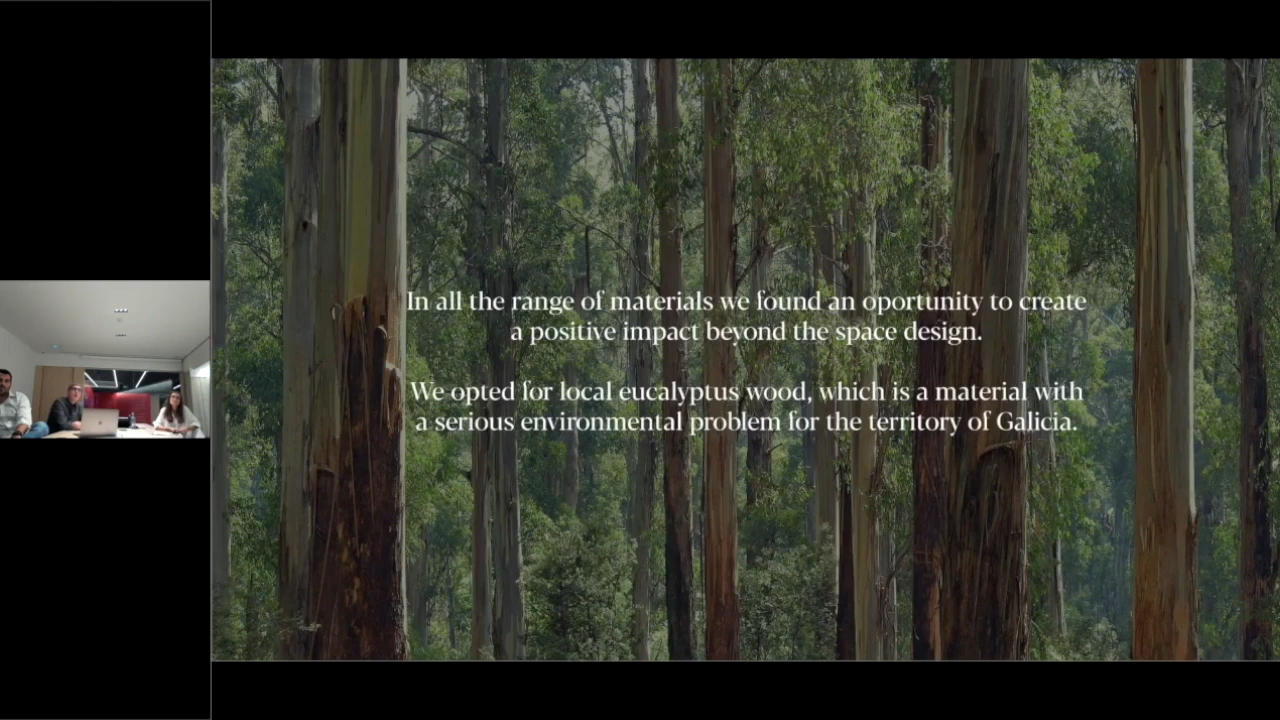 In all the range of materials we found an oportunity to create
a positive impact beyond the space design.
We opted for local eucalyptus wood, which is a material with
a serious environmental problem for the territory of Galicia.